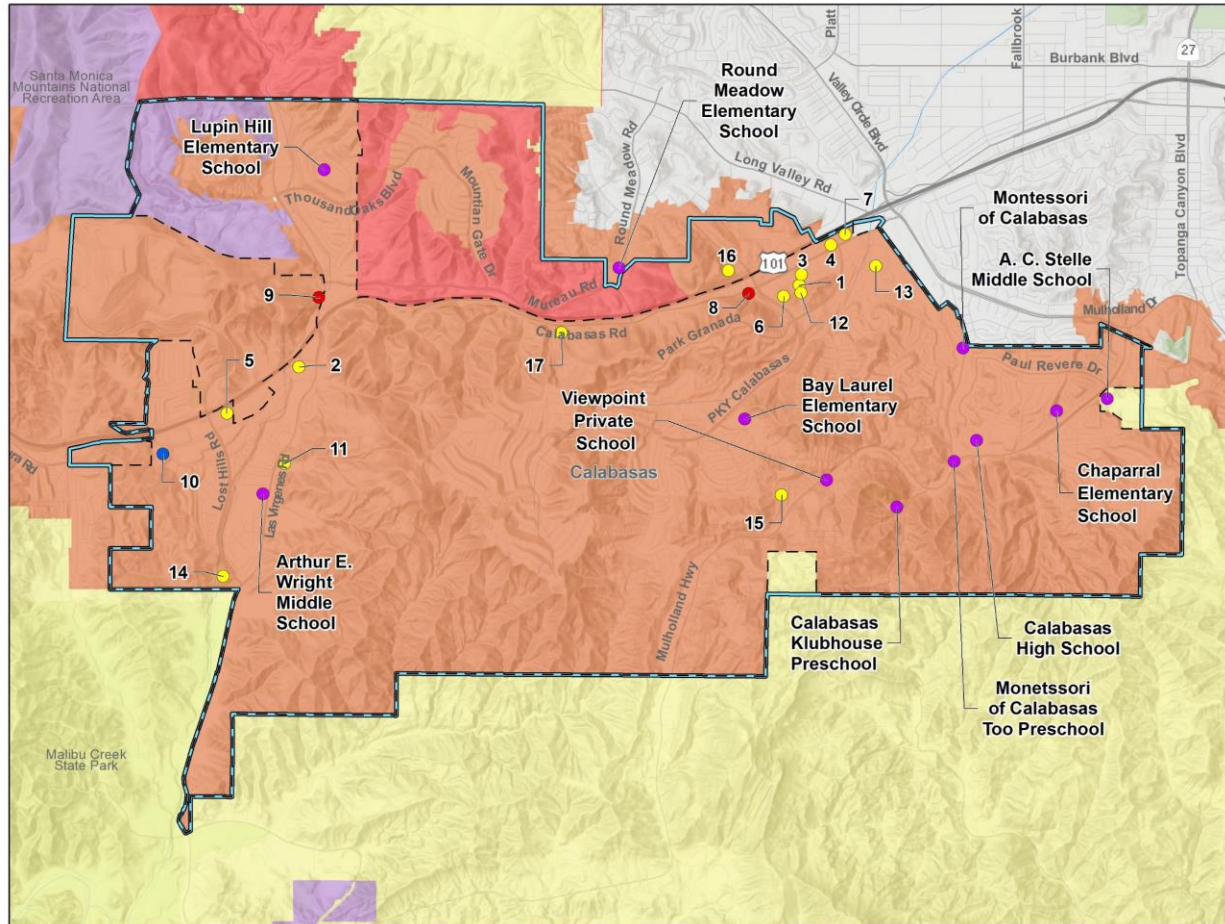 Platt
Fallbrook
27
Burbank Blvd
Santa Monica
Mountains National
Recreation Area
Round
Meadow
Elementary
School
Valley Circle Blvd
Lupin Hill
Elementary
School
Round Meadow Rd
Long Valley Rd
Topanga Canyon Blvd
Thousand Oaks Blvd
Mountian Gate Dr
7
Montessori
of Calabasas
A. C. Stelle
Middle School
16
101
3
4
9
Mureau Rd
8
1
13
6
12
Mulholland Dr
Calabasas Rd
Park Granada
17
Paul Revere Dr
5
2
PKY Calabasas
Viewpoint
Private
School
Bay Laurel
Elementary
School
Lost Hills Rd
11
Las Virgenes Rd
Calabasas
ura Rd
10
Chaparral
Elementary
School
15
Arthur E.
Wright
Middle
School
14
Mulholland Hwy
Calabasas
Klubhouse
Preschool
Calabasas
High School
Monetssori
of Calabasas
Too Preschool
Malibu Creek
State Park